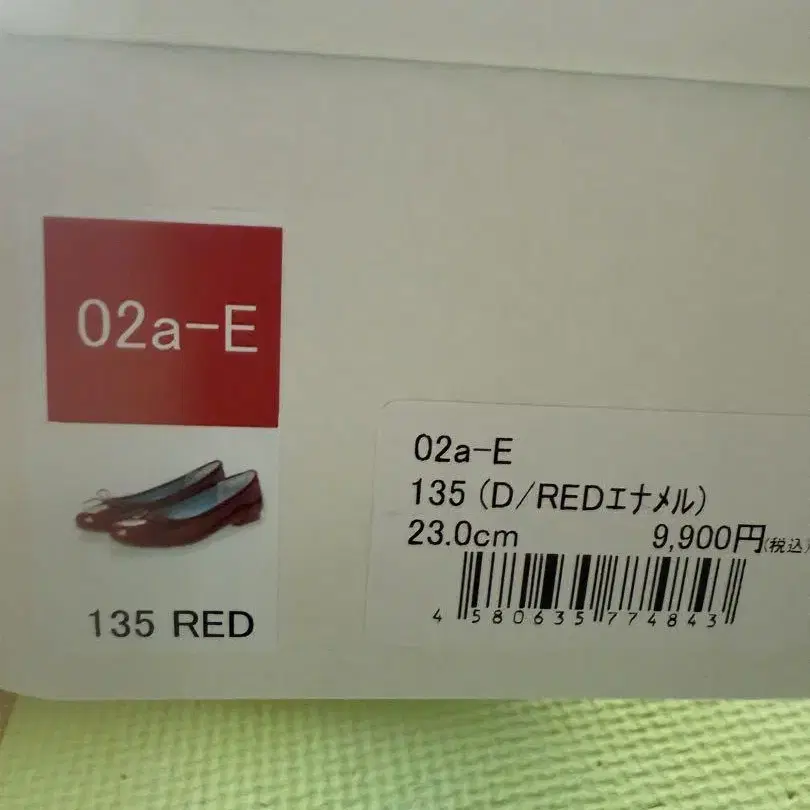 02a-E
135 RED
02a-E
135 (D/REDｴﾅﾒﾙ)
23.0cm 9,900円(税込)
4 580635 774843